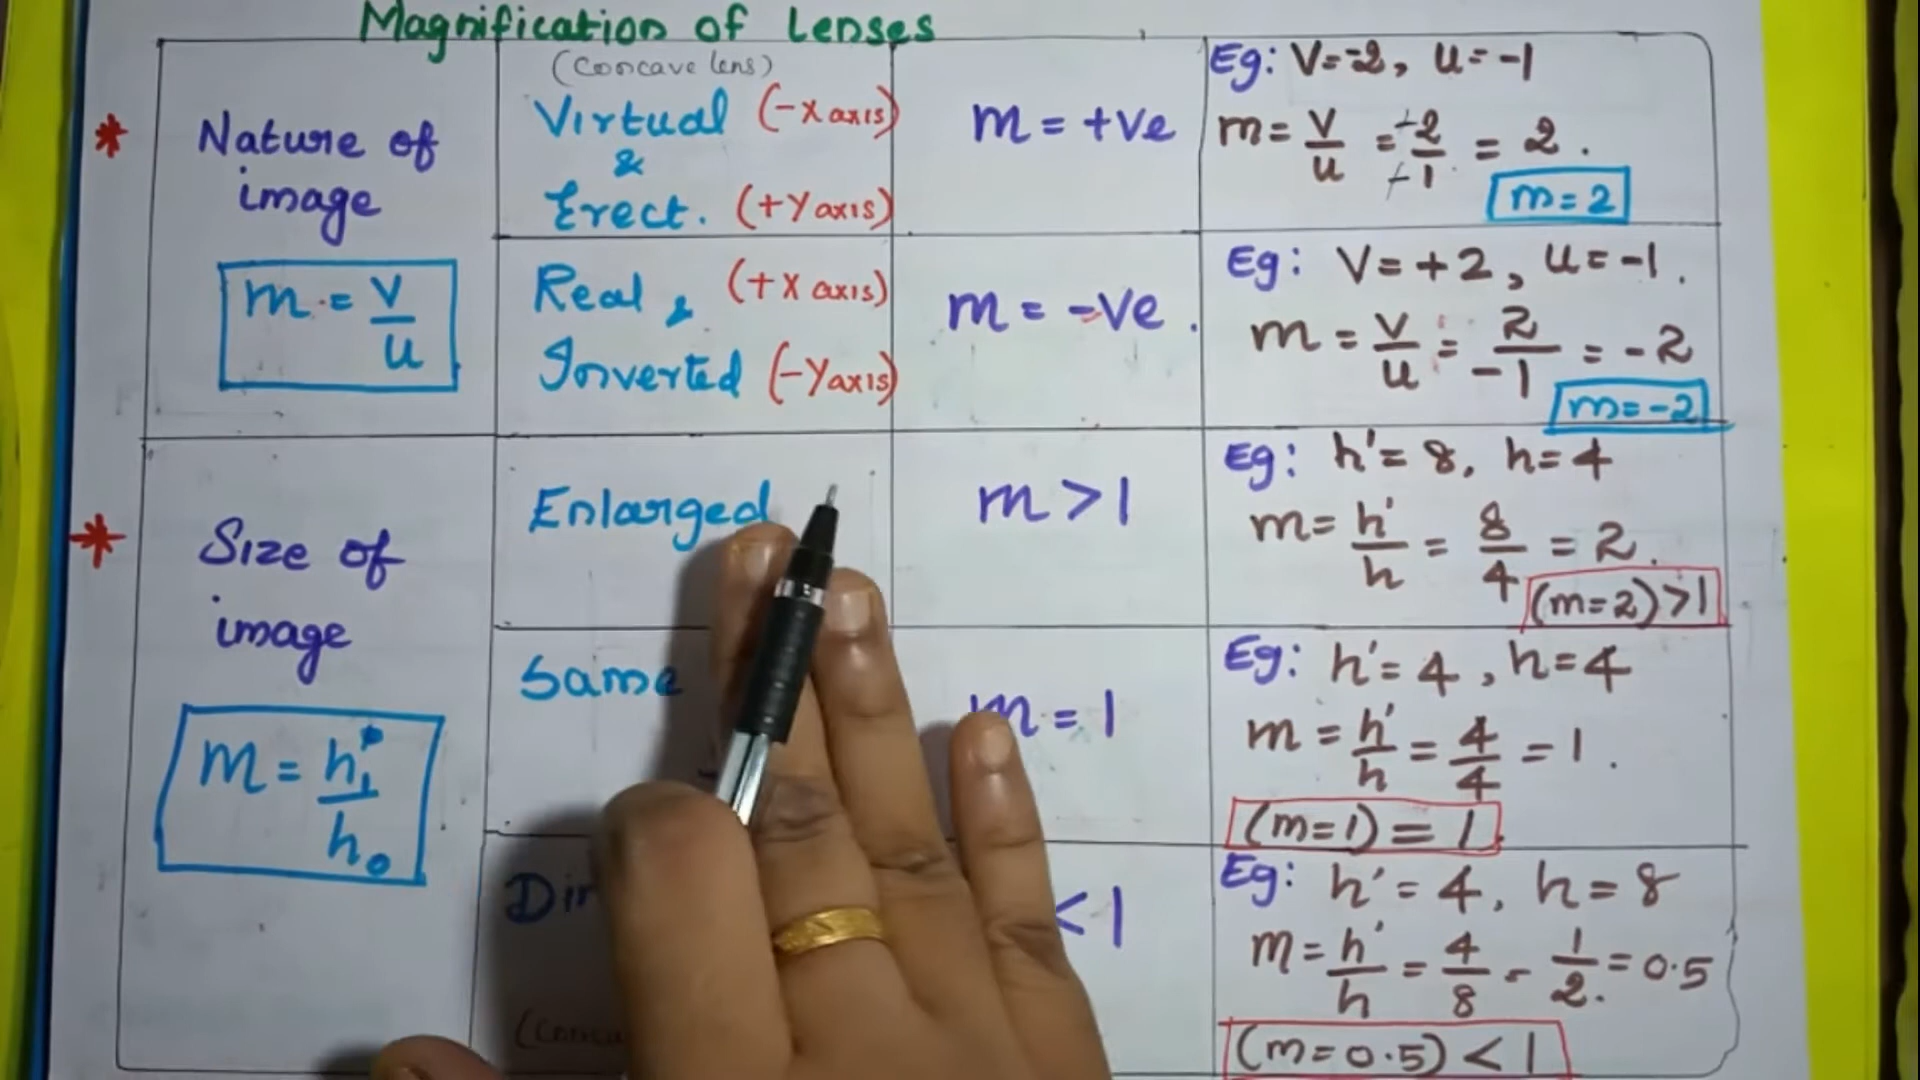 Magnification of Lenses
* Nature of
image
m = v/u
(Concave lens)
Virtual (-x axis)
&
Erect. (+Y axis)
m = +ve
Eg: V=-2, u=-1
m = v/u = -2/-1 = 2.
m=2
Real & (+X axis)
Inverted (-Y axis)
m = -ve.
Eg: V=+2, u=-1.
m = v/u = 2/-1 = -2
m=-2
* Size of
image
m = hi/ho
Enlarged
m > 1
Eg: h'=8, h=4
m = h'/h = 8/4 = 2.
(m=2)>1
Same
m = 1
Eg: h'=4, h=4
m = h'/h = 4/4 = 1.
(m=1) = 1
< 1
Eg: h'=4, h=8
m = h'/h = 4/8 = 1/2. = 0.5
(m=0.5) < 1